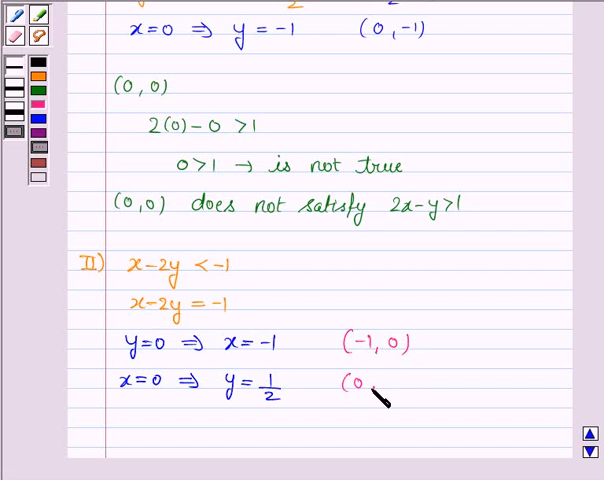 2
x=0 ⇒ y = -1 (0, -1)
(0, 0)
2(0) - 0 > 1
0 > 1 → is not true
(0, 0) does not satisfy 2x-y>1
II) x-2y < -1
x-2y = -1
y=0 ⇒ x = -1 (-1, 0)
x=0 ⇒ y = 1/2 (0,